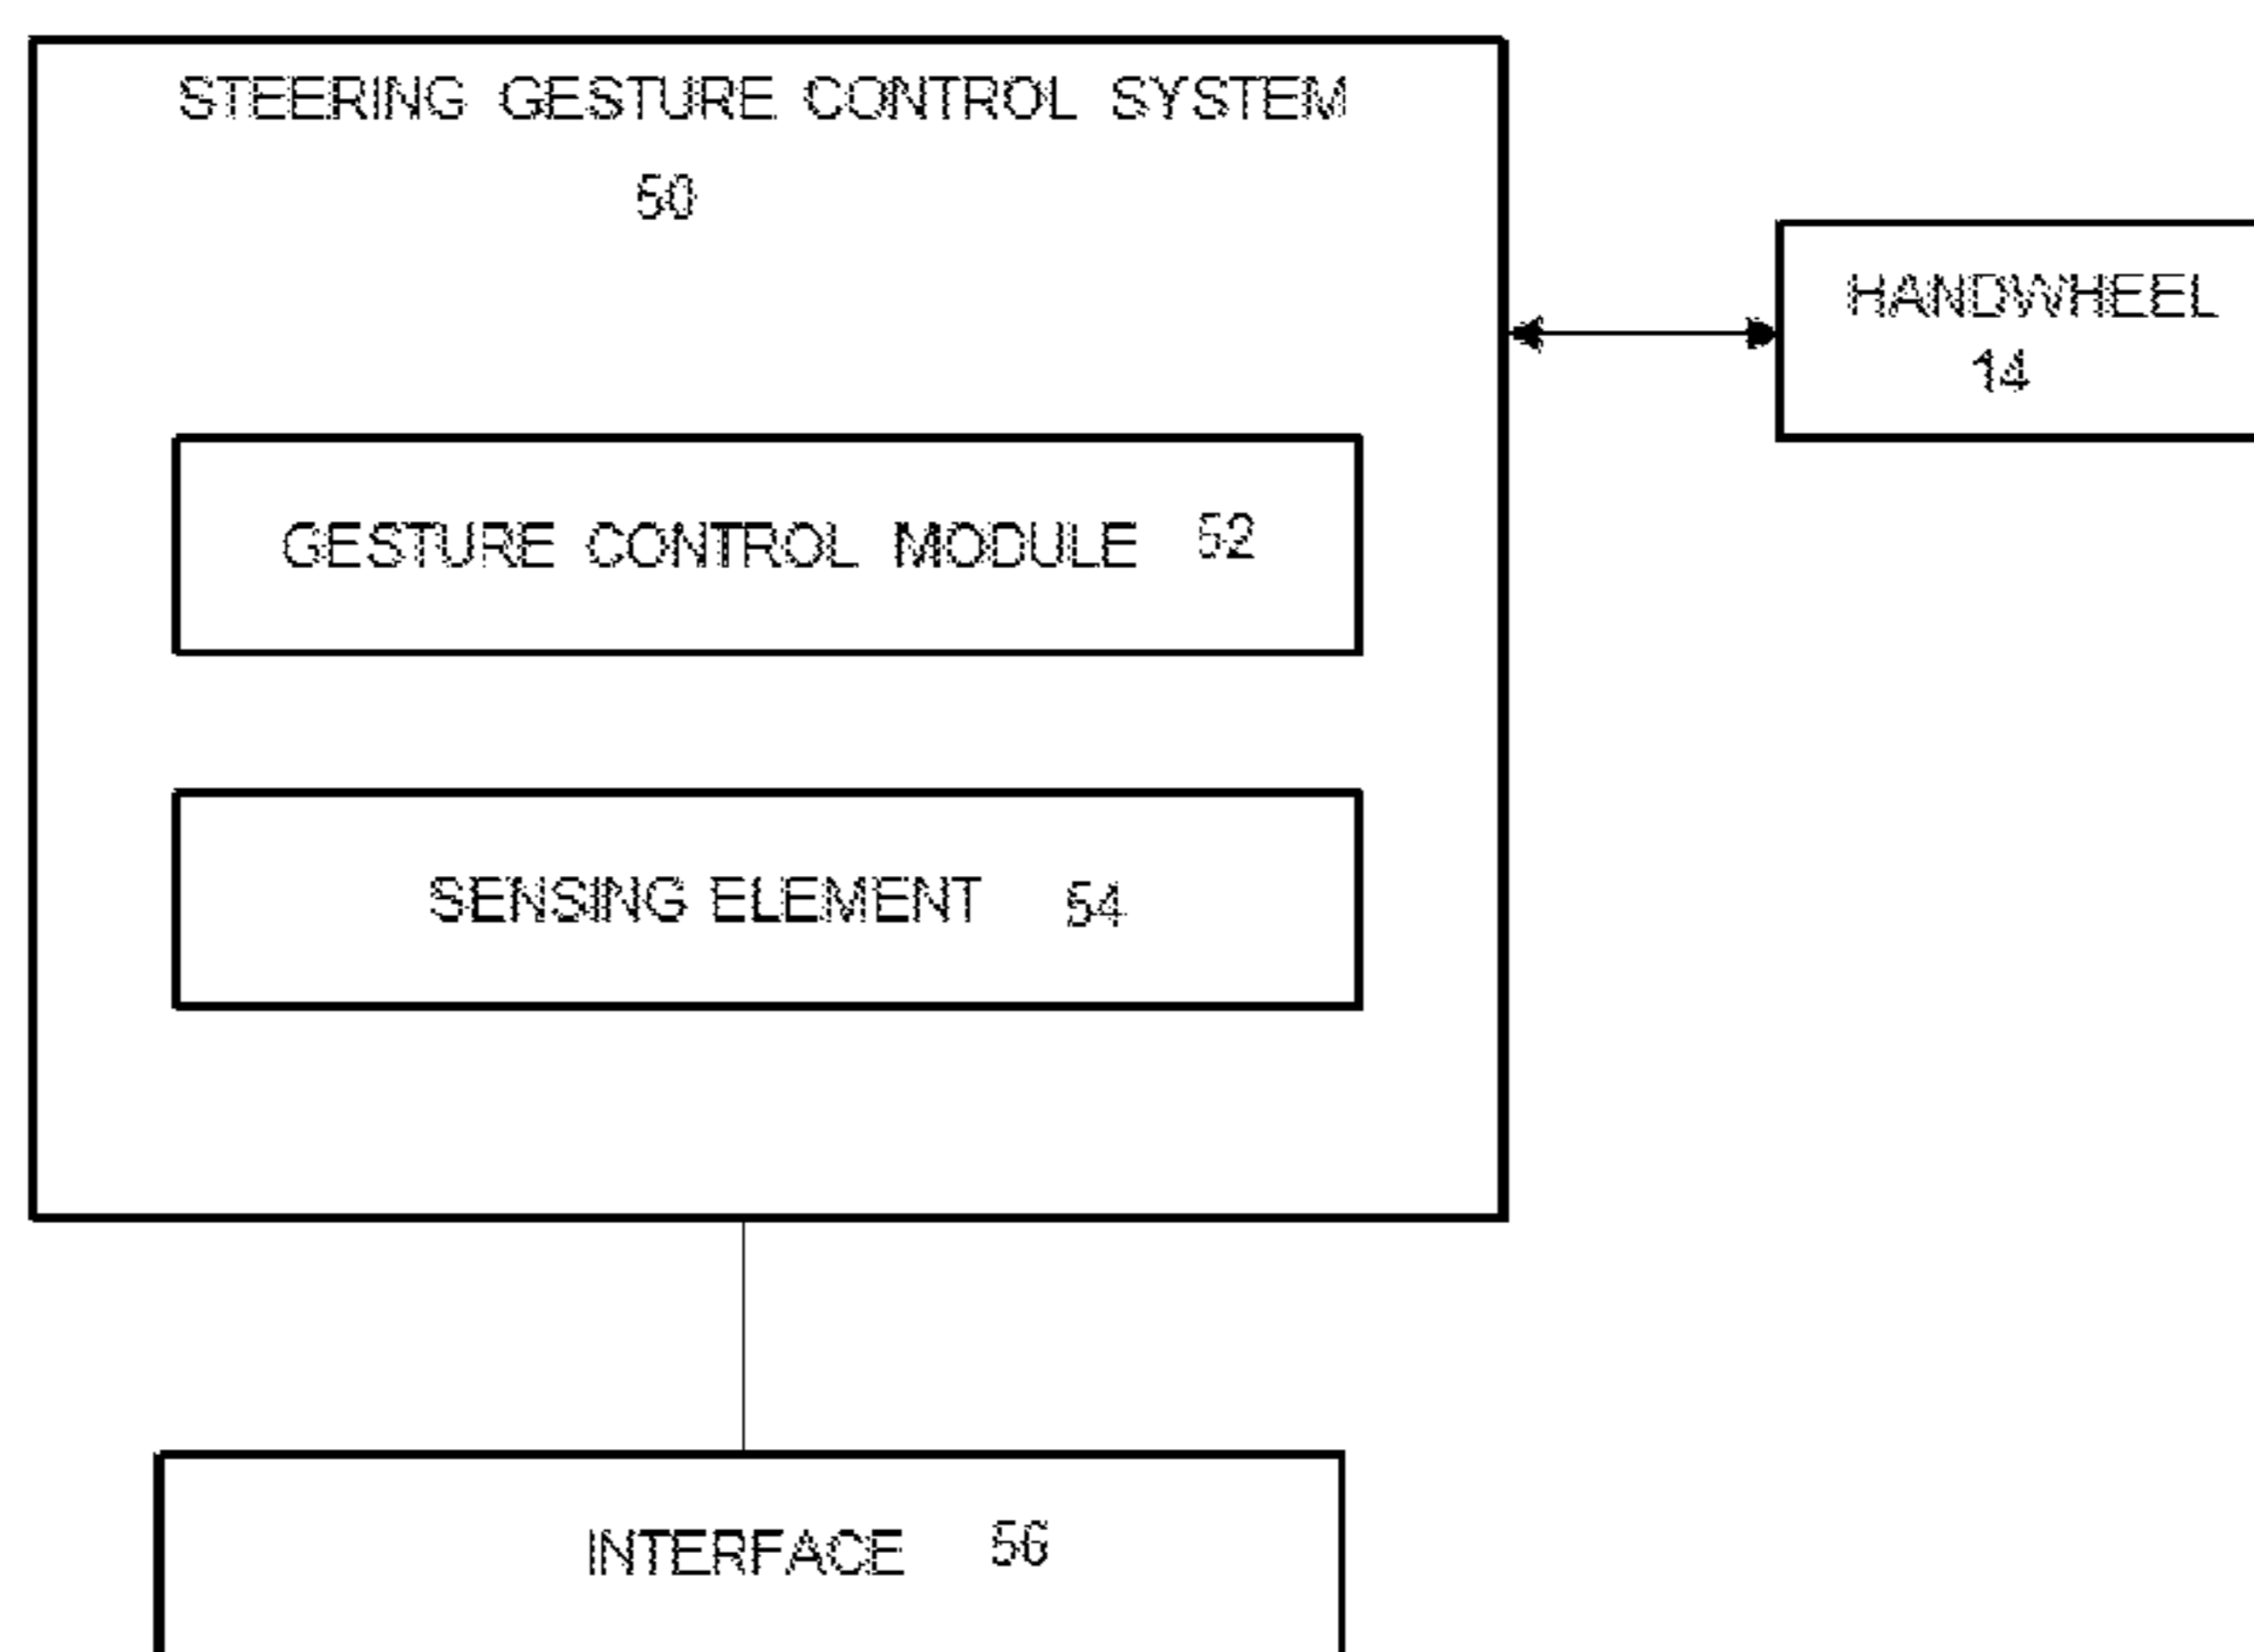 STEERING GESTURE CONTROL SYSTEM
50
HANDWHEEL
14
GESTURE CONTROL MODULE 52
SENSING ELEMENT 54
INTERFACE 56